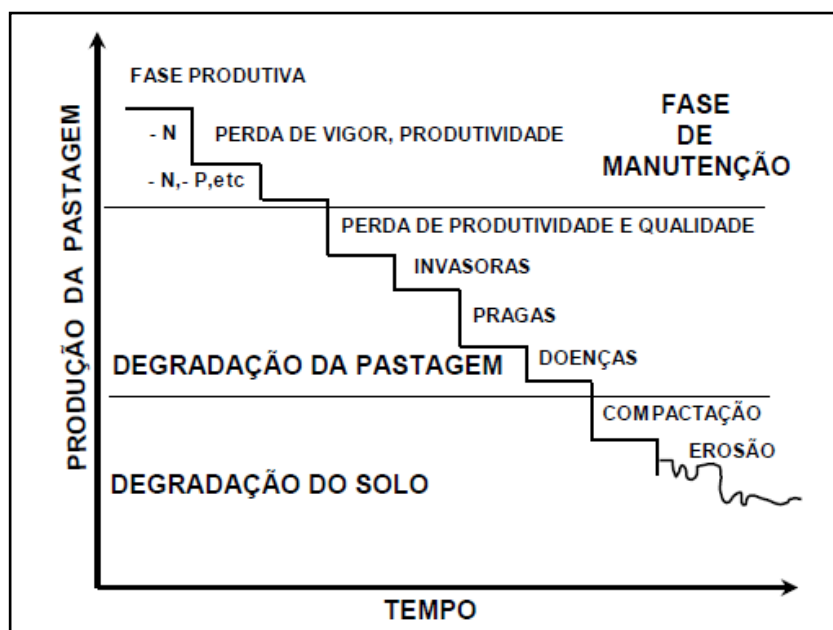 FASE PRODUTIVA
FASE
DE
MANUTENÇÃO
- N
PERDA DE VIGOR, PRODUTIVIDADE
- N,- P,etc
PERDA DE PRODUTIVIDADE E QUALIDADE
INVASORAS
PRAGAS
DEGRADAÇÃO DA PASTAGEM
DOENÇAS
COMPACTAÇÃO
EROSÃO
DEGRADAÇÃO DO SOLO
PRODUÇÃO DA PASTAGEM
TEMPO